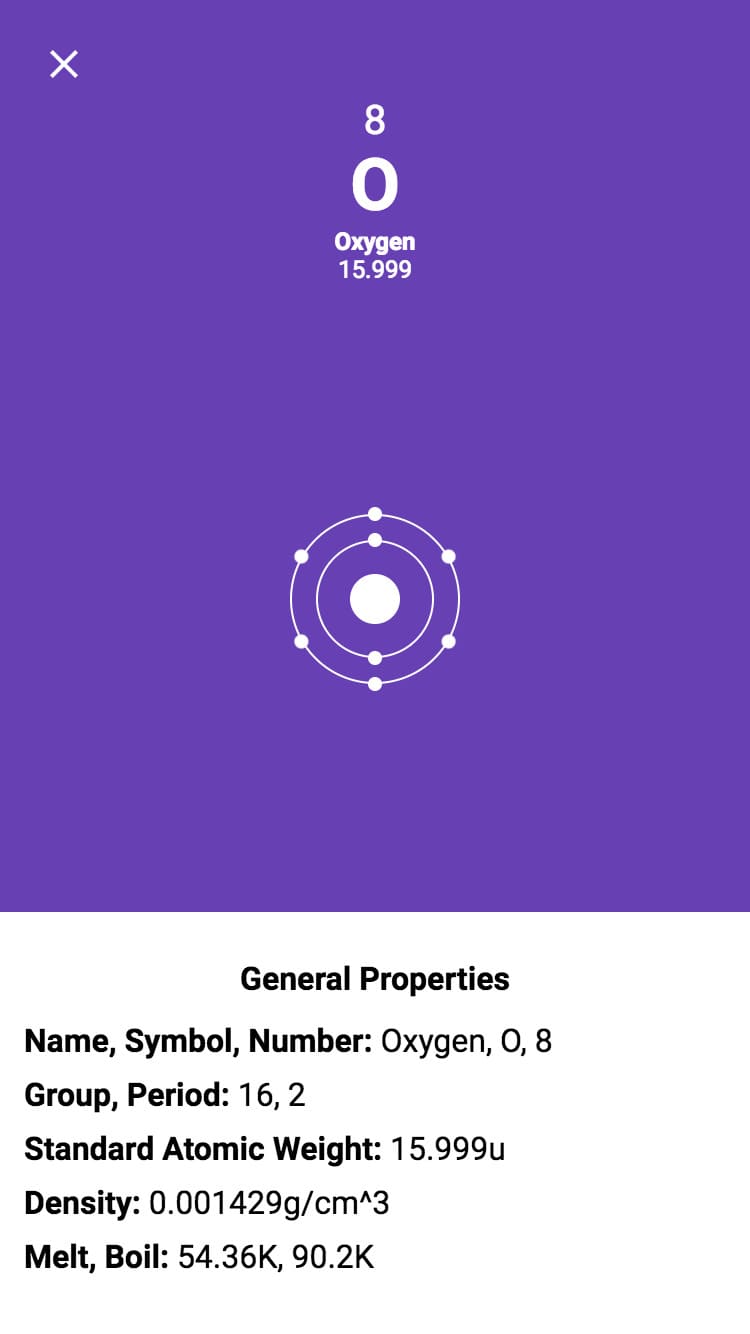 8
O
Oxygen
15.999
General Properties
Name, Symbol, Number: Oxygen, O, 8
Group, Period: 16, 2
Standard Atomic Weight: 15.999u
Density: 0.001429g/cm^3
Melt, Boil: 54.36K, 90.2K